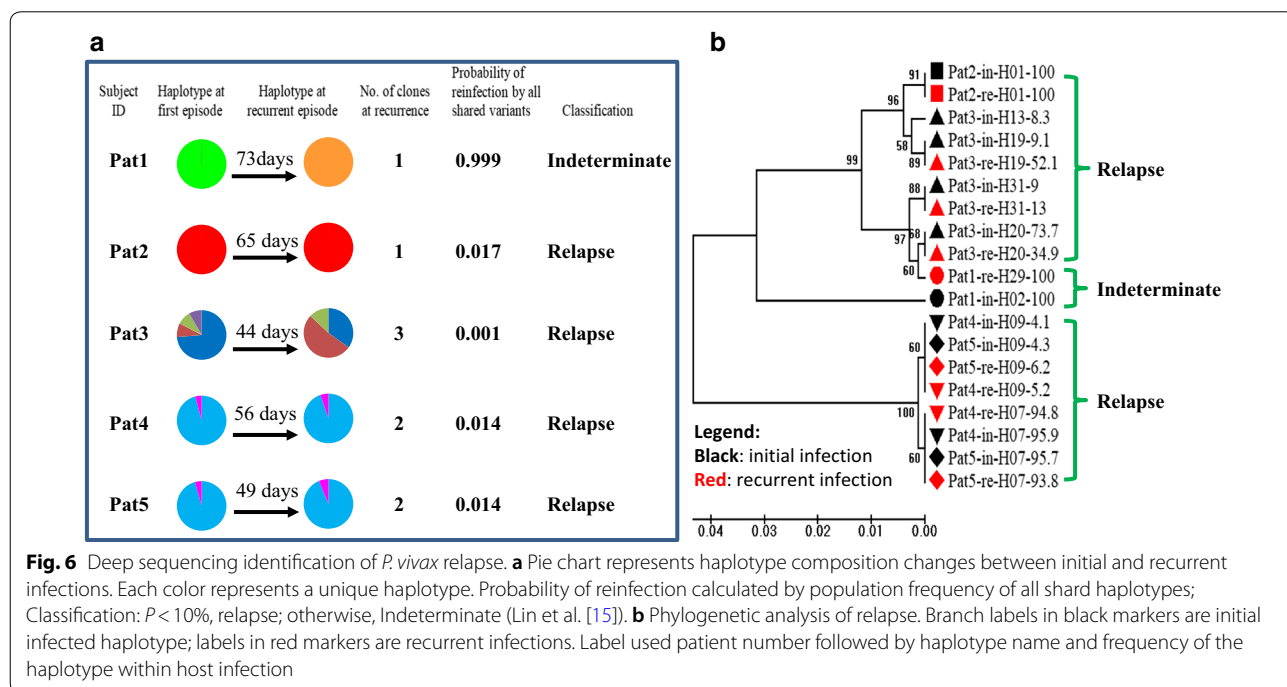 a
Subject ID
Haplotype at first episode
Haplotype at recurrent episode
No. of clones at recurrence
Probability of reinfection by all shared variants
Classification
Pat1 73days 1 0.999 Indeterminate
Pat2 65 days 1 0.017 Relapse
Pat3 44 days 3 0.001 Relapse
Pat4 56 days 2 0.014 Relapse
Pat5 49 days 2 0.014 Relapse
b
91
96
58
89
99
88
68
97
60
60
100
60
Pat2-in-H01-100
Pat2-re-H01-100
Pat3-in-H13-8.3
Pat3-in-H19-9.1
Pat3-re-H19-52.1
Pat3-in-H31-9
Pat3-re-H31-13
Pat3-in-H20-73.7
Pat3-re-H20-34.9
Pat1-re-H29-100
Pat1-in-H02-100
Pat4-in-H09-4.1
Pat5-in-H09-4.3
Pat5-re-H09-6.2
Pat4-re-H09-5.2
Pat4-re-H07-94.8
Pat4-in-H07-95.9
Pat5-in-H07-95.7
Pat5-re-H07-93.8
Relapse
Indeterminate
Relapse
Legend:
Black: initial infection
Red: recurrent infection
0.04 0.03 0.02 0.01 0.00
Fig. 6 Deep sequencing identification of P. vivax relapse. a Pie chart represents haplotype composition changes between initial and recurrent
infections. Each color represents a unique haplotype. Probability of reinfection calculated by population frequency of all shard haplotypes;
Classification: P < 10%, relapse; otherwise, Indeterminate (Lin et al. [15]). b Phylogenetic analysis of relapse. Branch labels in black markers are initial
infected haplotype; labels in red markers are recurrent infections. Label used patient number followed by haplotype name and frequency of the
haplotype within host infection